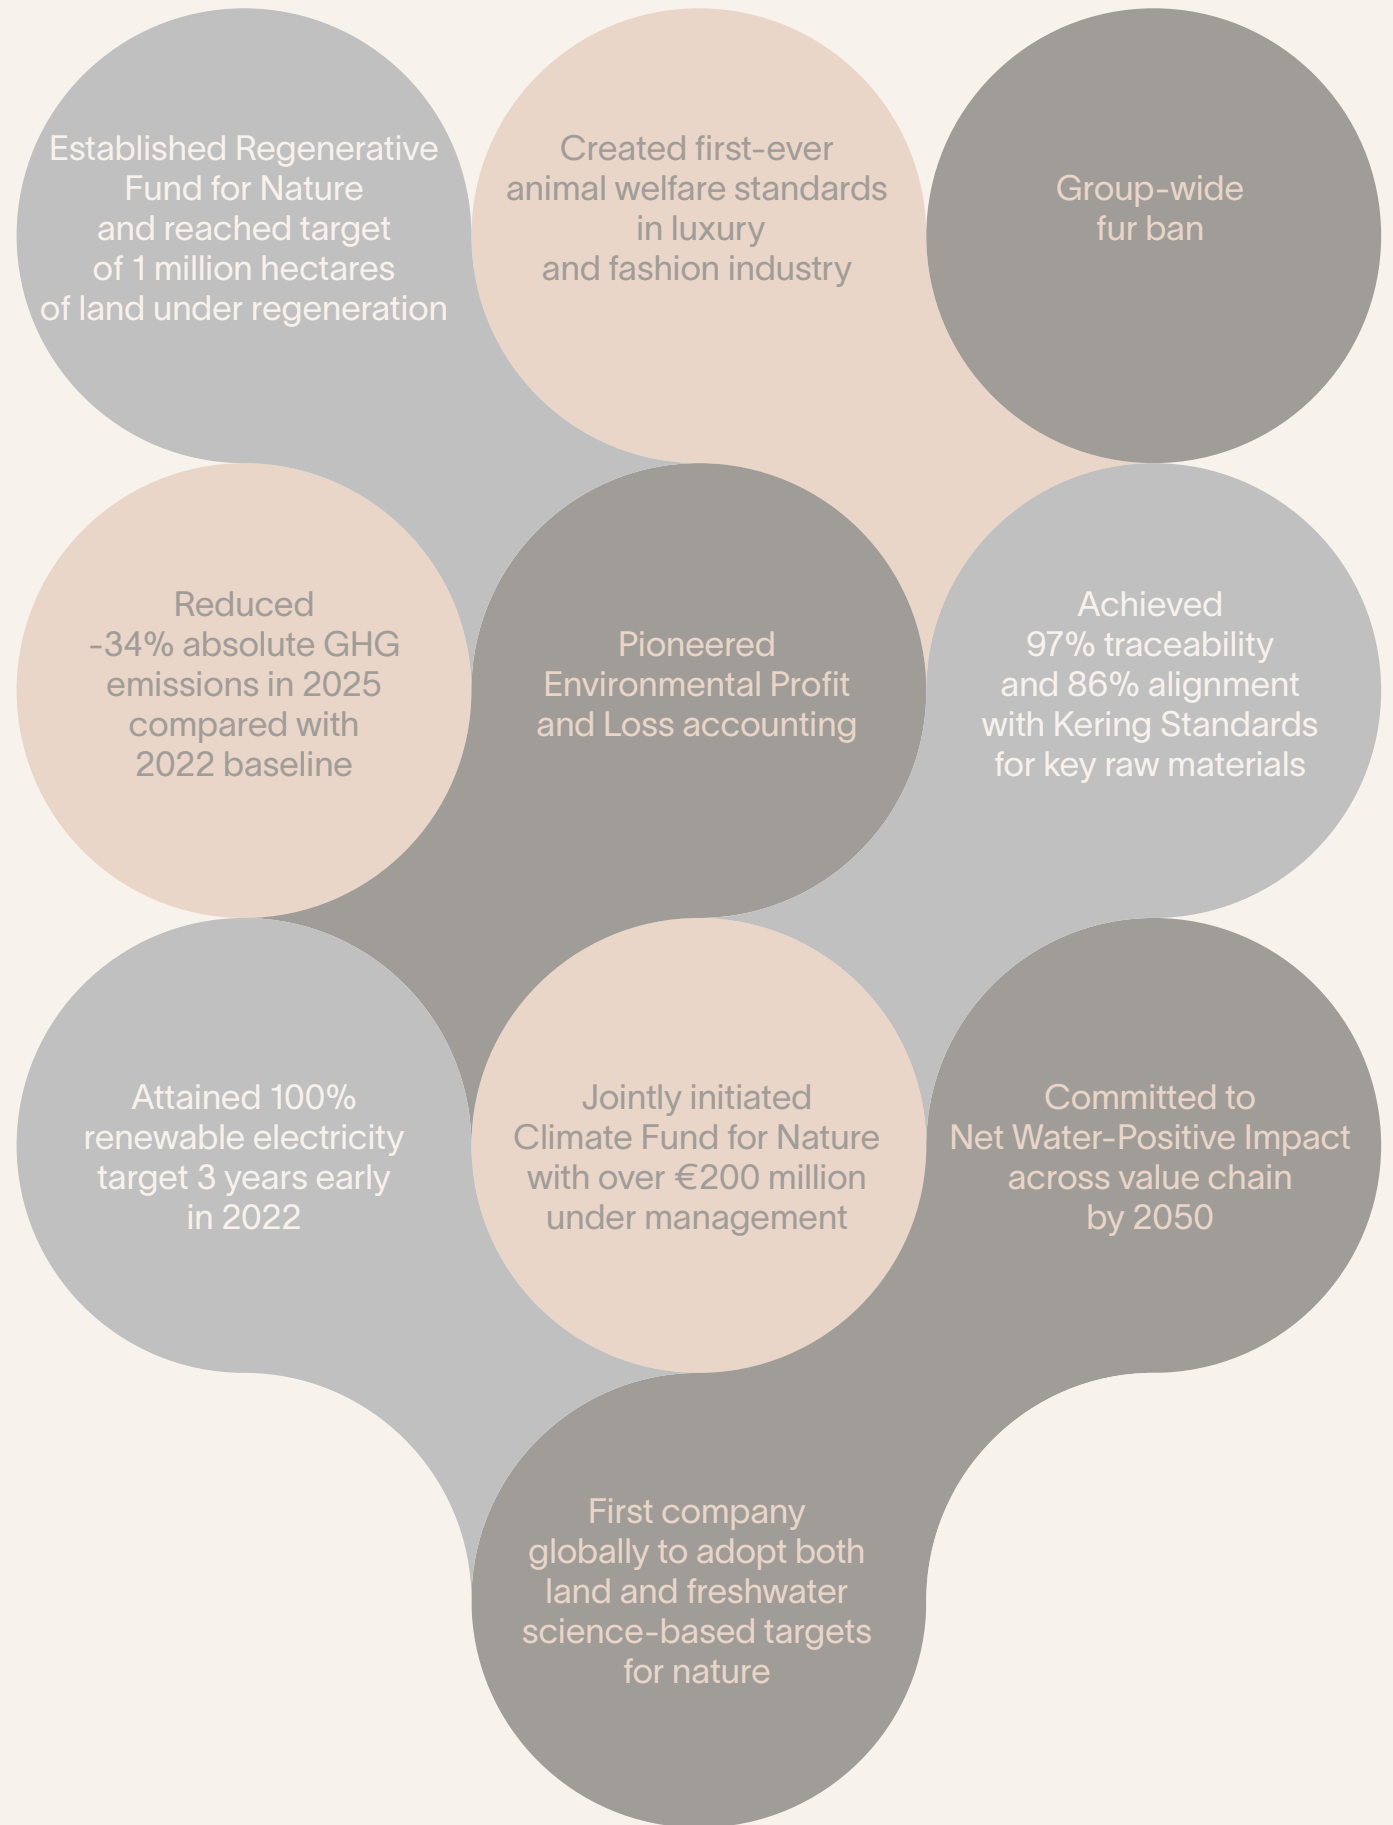 Established Regenerative
Fund for Nature
and reached target
of 1 million hectares
of land under regeneration
Created first-ever
animal welfare standards
in luxury
and fashion industry
Group-wide
fur ban
Reduced
-34% absolute GHG
emissions in 2025
compared with
2022 baseline
Pioneered
Environmental Profit
and Loss accounting
Achieved
97% traceability
and 86% alignment
with Kering Standards
for key raw materials
Attained 100%
renewable electricity
target 3 years early
in 2022
Jointly initiated
Climate Fund for Nature
with over €200 million
under management
Committed to
Net Water-Positive Impact
across value chain
by 2050
First company
globally to adopt both
land and freshwater
science-based targets
for nature